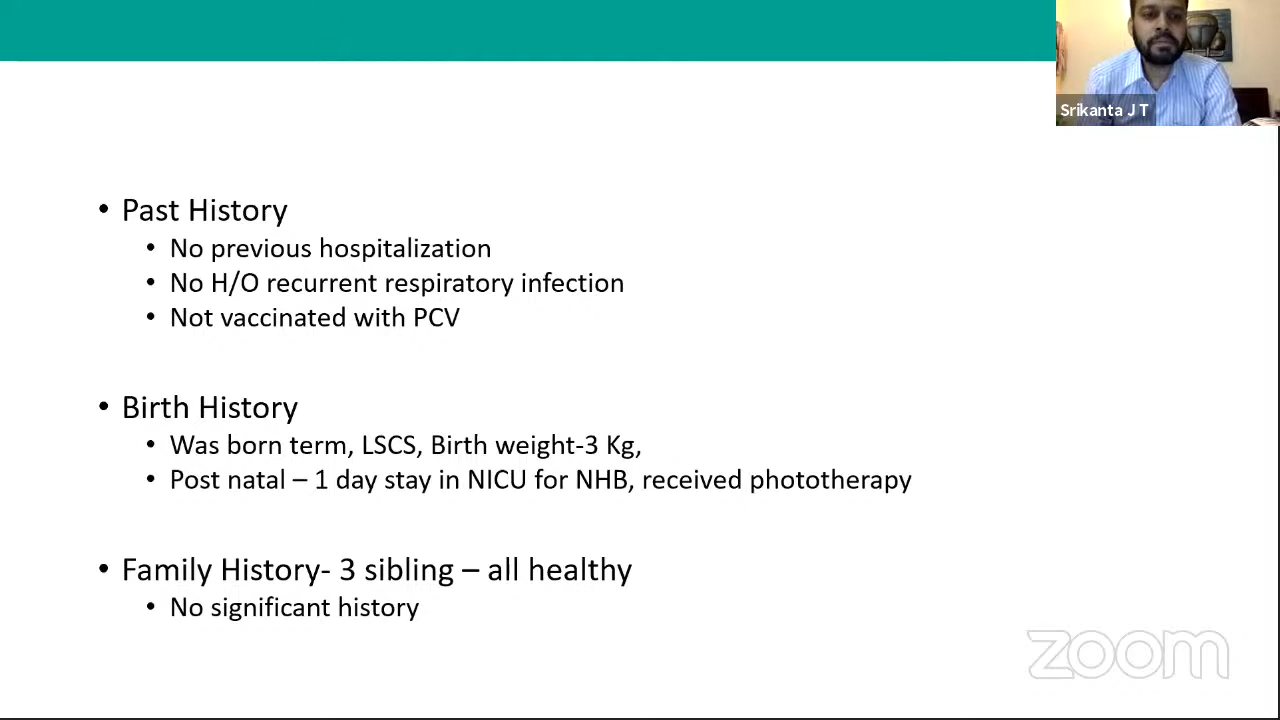 Srikanta J T
• Past History
• No previous hospitalization
• No H/O recurrent respiratory infection
• Not vaccinated with PCV
• Birth History
• Was born term, LSCS, Birth weight-3 Kg,
• Post natal – 1 day stay in NICU for NHB, received phototherapy
• Family History- 3 sibling – all healthy
• No significant history
zoom